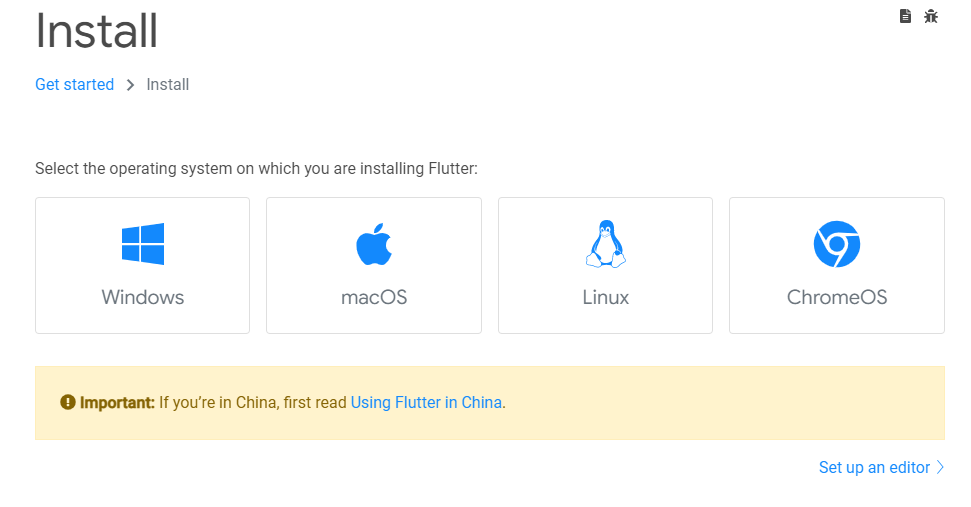 Install
Get started > Install
Select the operating system on which you are installing Flutter:
Windows
macOS
Linux
ChromeOS
Important: If you’re in China, first read Using Flutter in China.
Set up an editor >